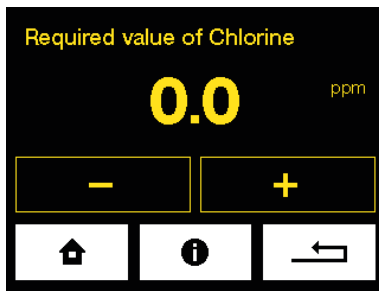 Required value of Chlorine
0.0 ppm
− +